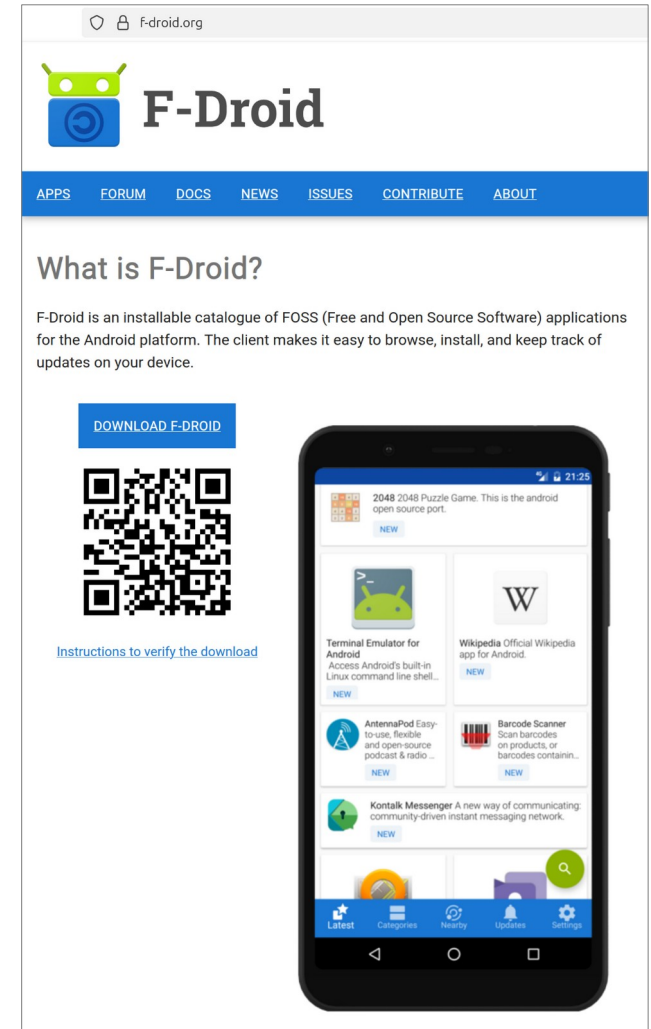 f-droid.org
F-Droid
APPS FORUM DOCS NEWS ISSUES CONTRIBUTE ABOUT
What is F-Droid?
F-Droid is an installable catalogue of FOSS (Free and Open Source Software) applications
for the Android platform. The client makes it easy to browse, install, and keep track of
updates on your device.
DOWNLOAD F-DROID
Instructions to verify the download
21:25
2048 2048 Puzzle Game. This is the android
open source port.
NEW
>_
Terminal Emulator for
Android
Access Android's built-in
Linux command line shell...
NEW
W
Wikipedia Official Wikipedia
app for Android.
NEW
AntennaPod Easy-
to-use, flexible
and open-source
podcast & radio ...
NEW
Barcode Scanner
Scan barcodes
on products, or
barcodes containin...
NEW
Kontalk Messenger A new way of communicating:
community-driven instant messaging network.
NEW
Latest Categories Nearby Updates Settings